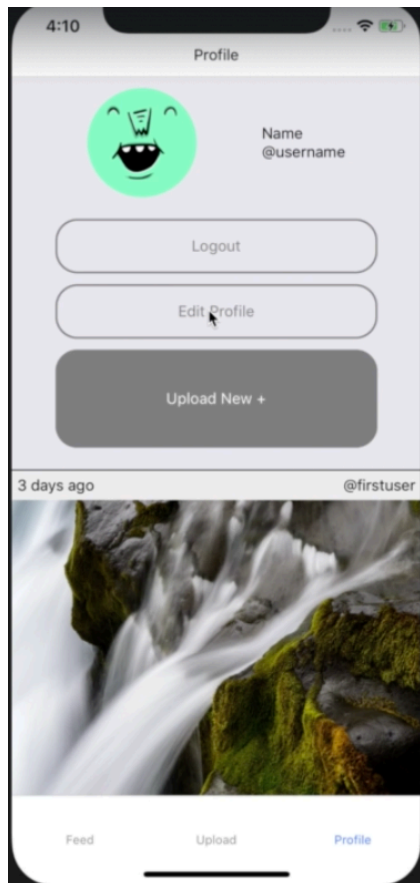 4:10
Profile
Name
@username
Logout
Edit Profile
Upload New +
3 days ago
@firstuser
Feed
Upload
Profile